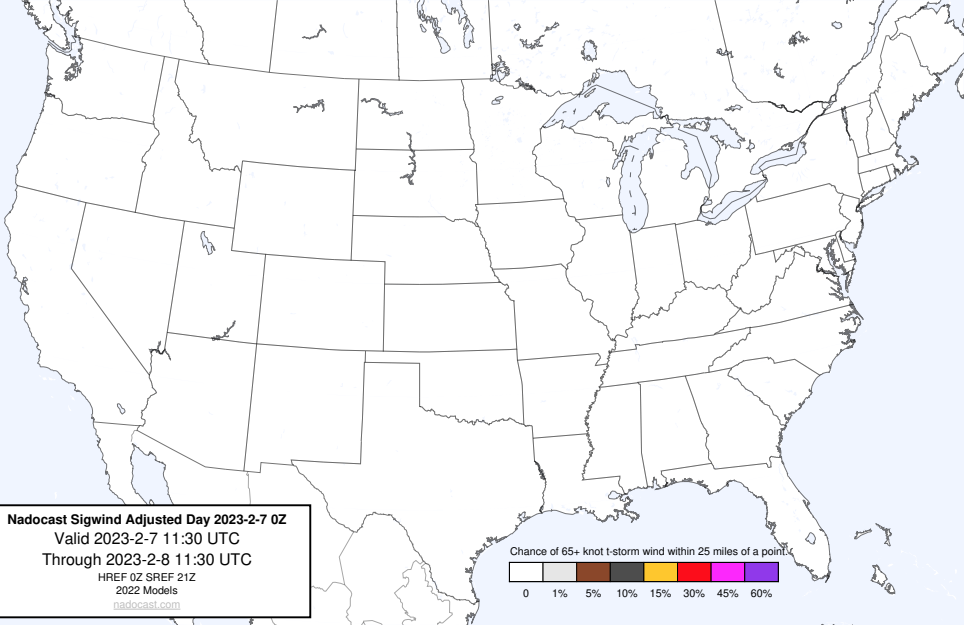 Nadocast Sigwind Adjusted Day 2023-2-7 0Z
Valid 2023-2-7 11:30 UTC
Through 2023-2-8 11:30 UTC
HREF 0Z SREF 21Z
2022 Models
nadocast.com
Chance of 65+ knot t-storm wind within 25 miles of a point.
0 1% 5% 10% 15% 30% 45% 60%